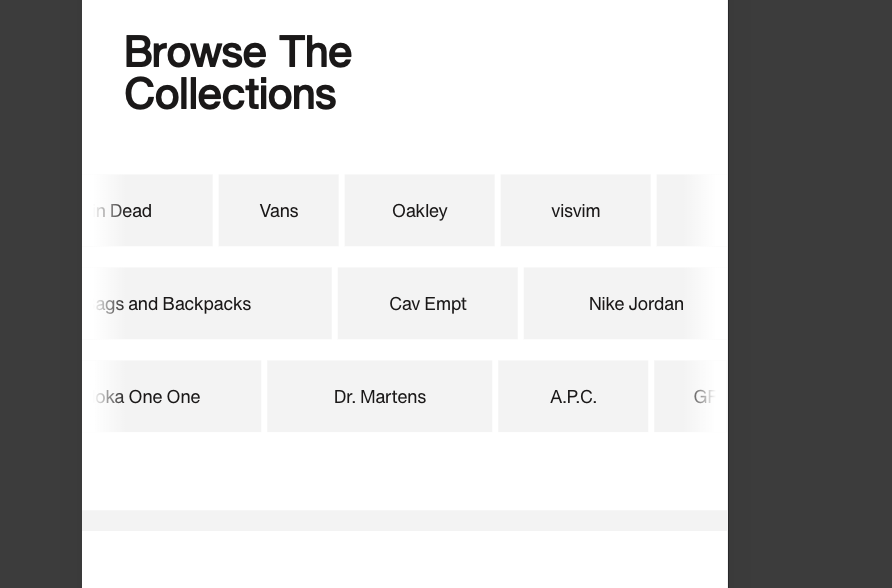 Browse The
Collections
n Dead Vans Oakley visvim
ags and Backpacks Cav Empt Nike Jordan
oka One One Dr. Martens A.P.C. GR